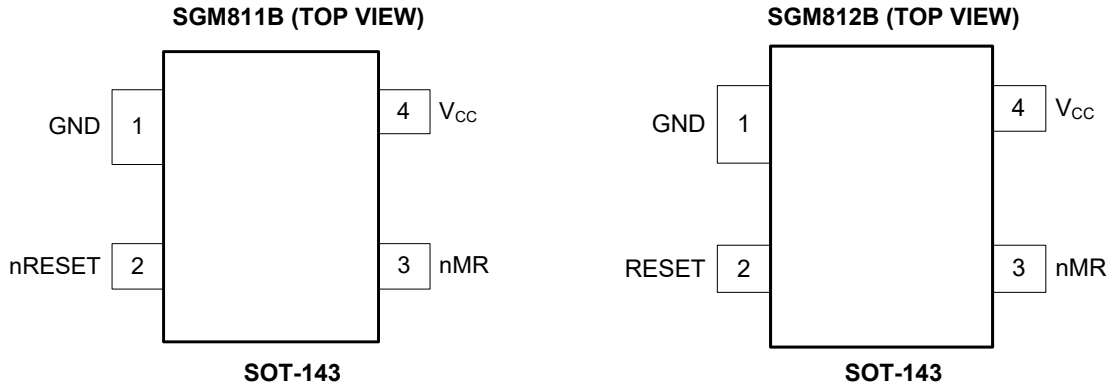 SGM811B (TOP VIEW)
GND 1 4 VCC
nRESET 2 3 nMR
SOT-143
SGM812B (TOP VIEW)
GND 1 4 VCC
RESET 2 3 nMR
SOT-143